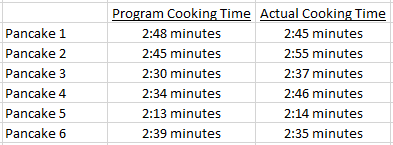 Program Cooking Time Actual Cooking Time
Pancake 1 2:48 minutes 2:45 minutes
Pancake 2 2:45 minutes 2:55 minutes
Pancake 3 2:30 minutes 2:37 minutes
Pancake 4 2:34 minutes 2:46 minutes
Pancake 5 2:13 minutes 2:14 minutes
Pancake 6 2:39 minutes 2:35 minutes